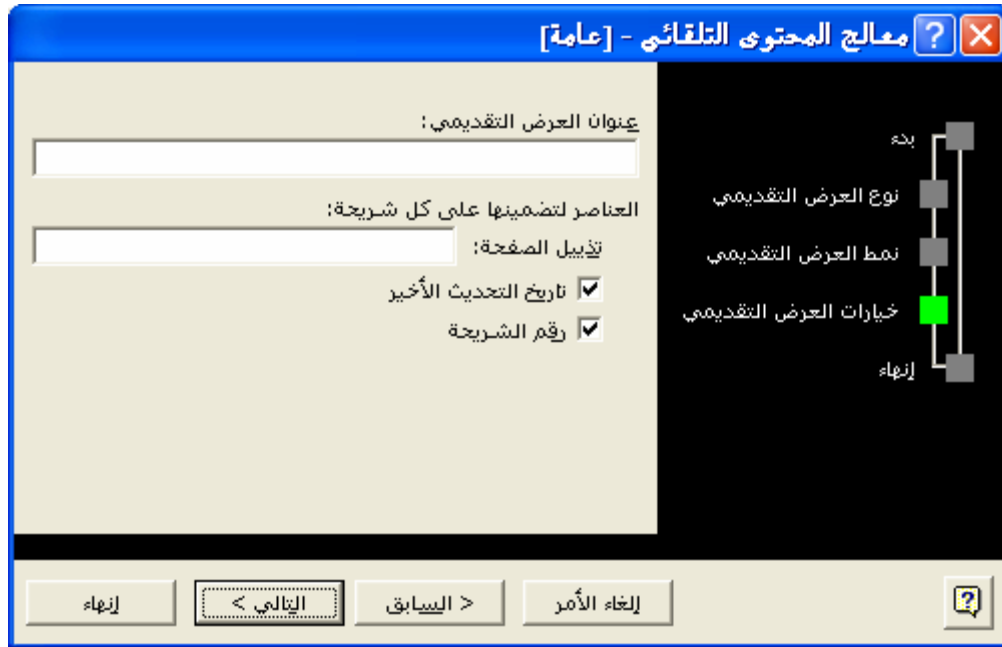 معالج المحتوى التلقائي - [عامة]
بدء
نوع العرض التقديمي
نمط العرض التقديمي
خيارات العرض التقديمي
إنهاء
عنوان العرض التقديمي:
العناصر لتضمينها على كل شريحة:
تذييل الصفحة:
تاريخ التحديث الأخير
رقم الشريحة
إلغاء الأمر
< السابق
التالي >
إنهاء